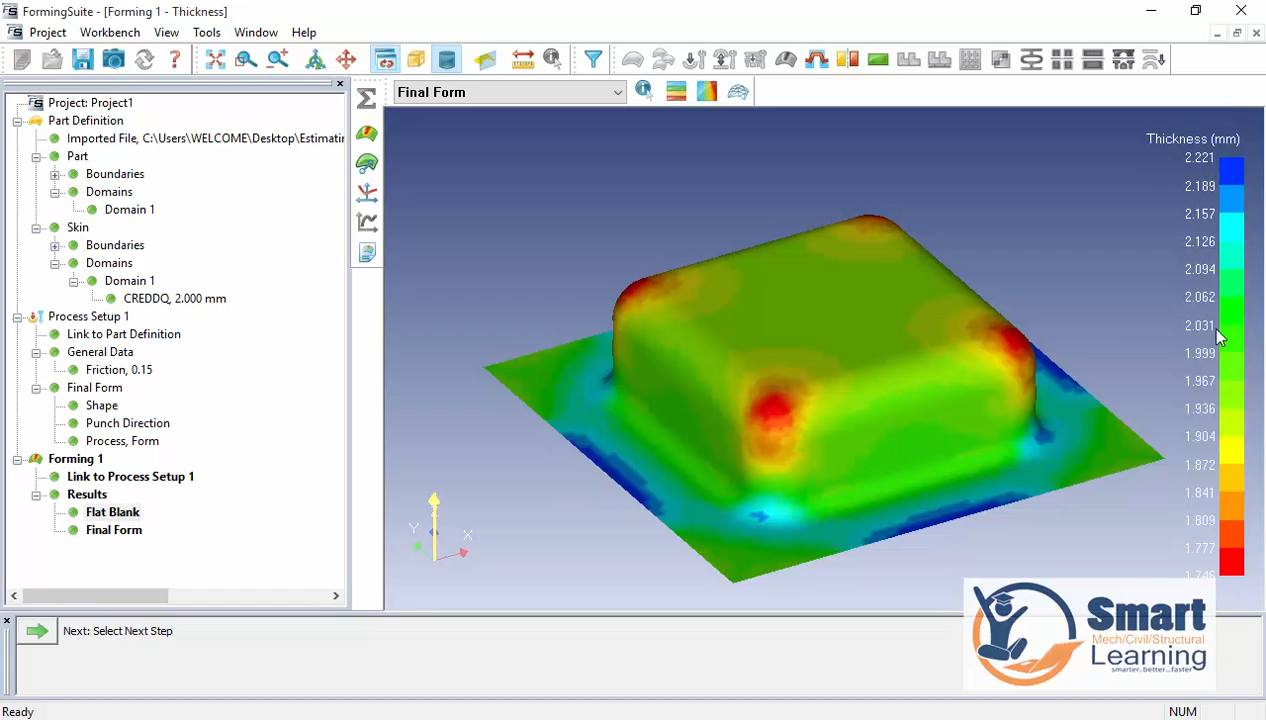 FormingSuite - [Forming 1 - Thickness]
Project Workbench View Tools Window Help
Final Form
Project: Project1
Part Definition
Imported File, C:\Users\WELCOME\Desktop\Estimatir
Part
Boundaries
Domains
Domain 1
Skin
Boundaries
Domains
Domain 1
CREDDQ, 2.000 mm
Process Setup 1
Link to Part Definition
General Data
Friction, 0.15
Final Form
Shape
Punch Direction
Process, Form
Forming 1
Link to Process Setup 1
Results
Flat Blank
Final Form
Thickness (mm)
2.221
2.189
2.157
2.126
2.094
2.062
2.031
1.999
1.967
1.936
1.904
1.872
1.841
1.809
1.777
1.746
Y
X
Next: Select Next Step
Smart
Mech/Civil/Structural
Learning
smarter...better...faster
Ready
NUM